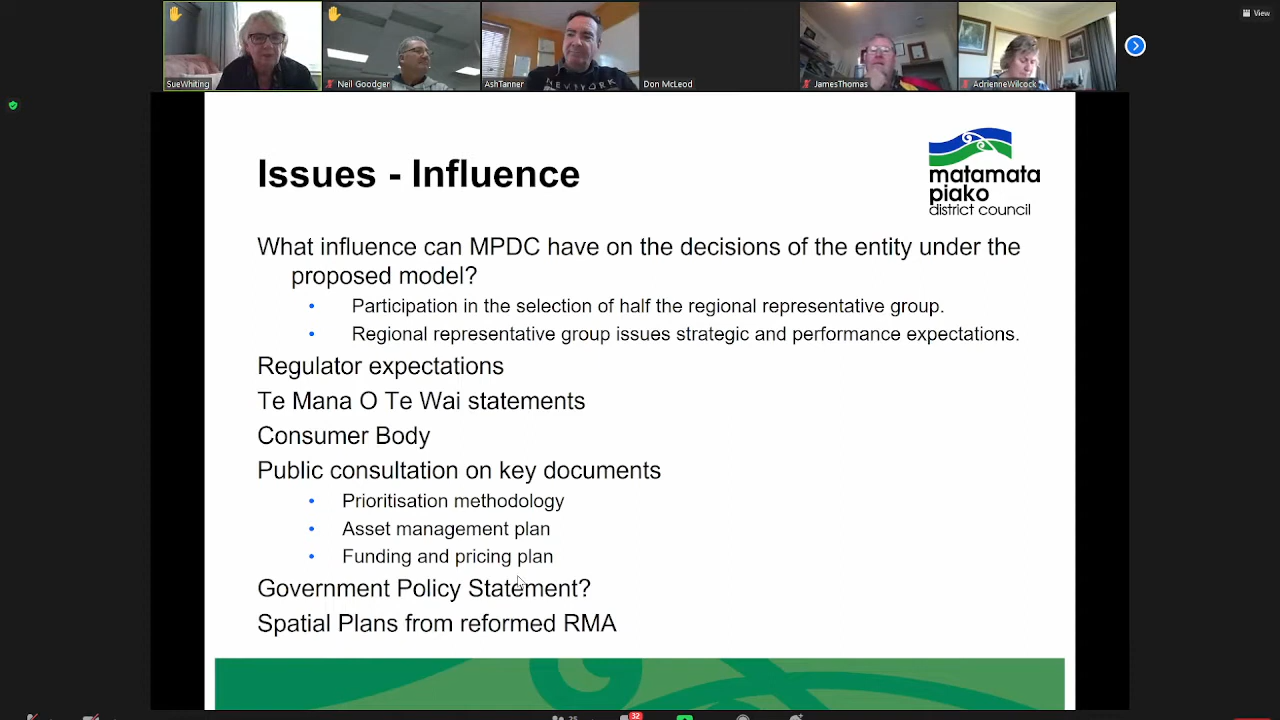 View
SueWhiting
Neil Goodger
AshTanner
Don McLeod
JamesThomas
AdrienneWilcock
NEW YORK
Issues - Influence
matamata
piako
district council
What influence can MPDC have on the decisions of the entity under the
proposed model?
• Participation in the selection of half the regional representative group.
• Regional representative group issues strategic and performance expectations.
Regulator expectations
Te Mana O Te Wai statements
Consumer Body
Public consultation on key documents
• Prioritisation methodology
• Asset management plan
• Funding and pricing plan
Government Policy Statement?
Spatial Plans from reformed RMA
32